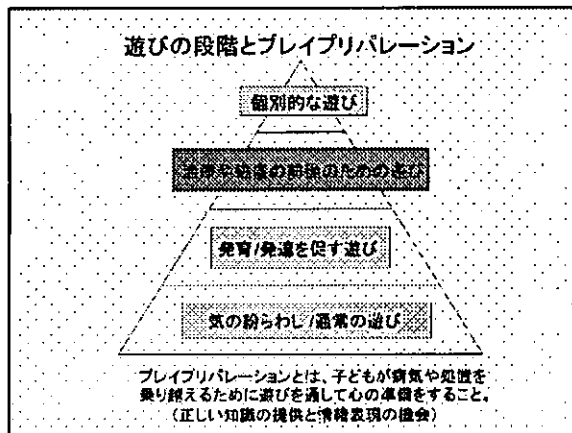 遊びの段階とプレイプリパレーション
個別的な遊び
治療や処置の前後のための遊び
発育/発達を促す遊び
気の紛らわし/通常の遊び
プレイプリパレーションとは、子どもが病気や処置を
乗り越えるために遊びを通して心の準備をすること。
(正しい知識の提供と情緒表現の機会)